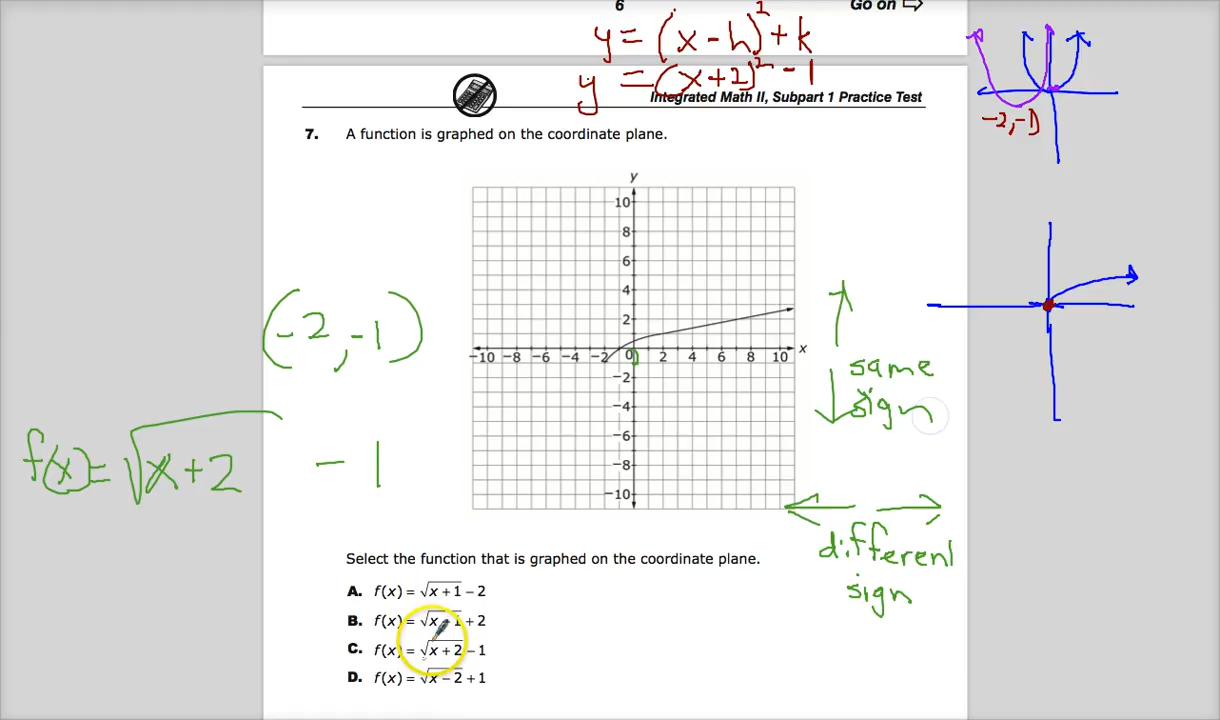 6 Go on
y = (x - h)² + k
y = (x+2)² - 1
Integrated Math II, Subpart 1 Practice Test
-2,-1)
7. A function is graphed on the coordinate plane.
y
10
8
6
4
2
-10 -8 -6 -4 -2 0 2 4 6 8 10 x
-2
-4
-6
-8
-10
(-2,-1)
f(x)= √x+2 - 1
same
sign
different
sign
Select the function that is graphed on the coordinate plane.
A. f(x) = √x + 1 - 2
B. f(x) = √x - 1 + 2
C. f(x) = √x + 2 - 1
D. f(x) = √x - 2 + 1